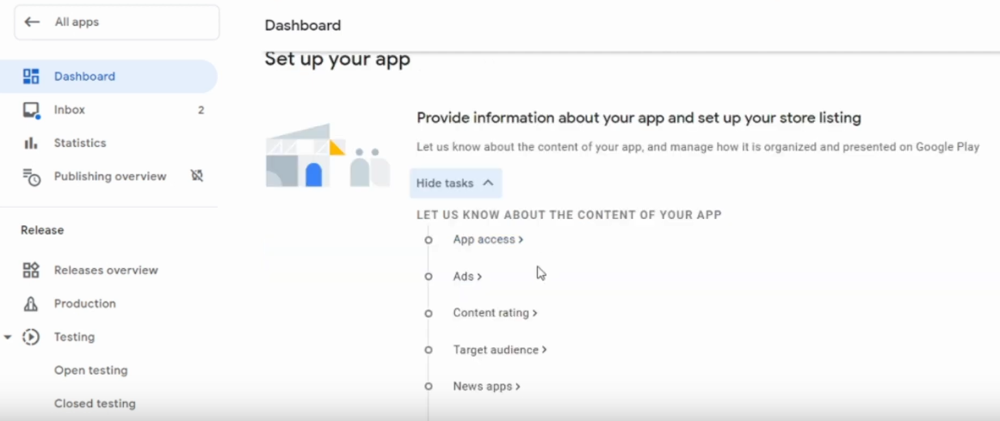 All apps
Dashboard
Inbox 2
Statistics
Publishing overview
Release
Releases overview
Production
Testing
Open testing
Closed testing
Dashboard
Set up your app
Provide information about your app and set up your store listing
Let us know about the content of your app, and manage how it is organized and presented on Google Play
Hide tasks
LET US KNOW ABOUT THE CONTENT OF YOUR APP
App access
Ads
Content rating
Target audience
News apps